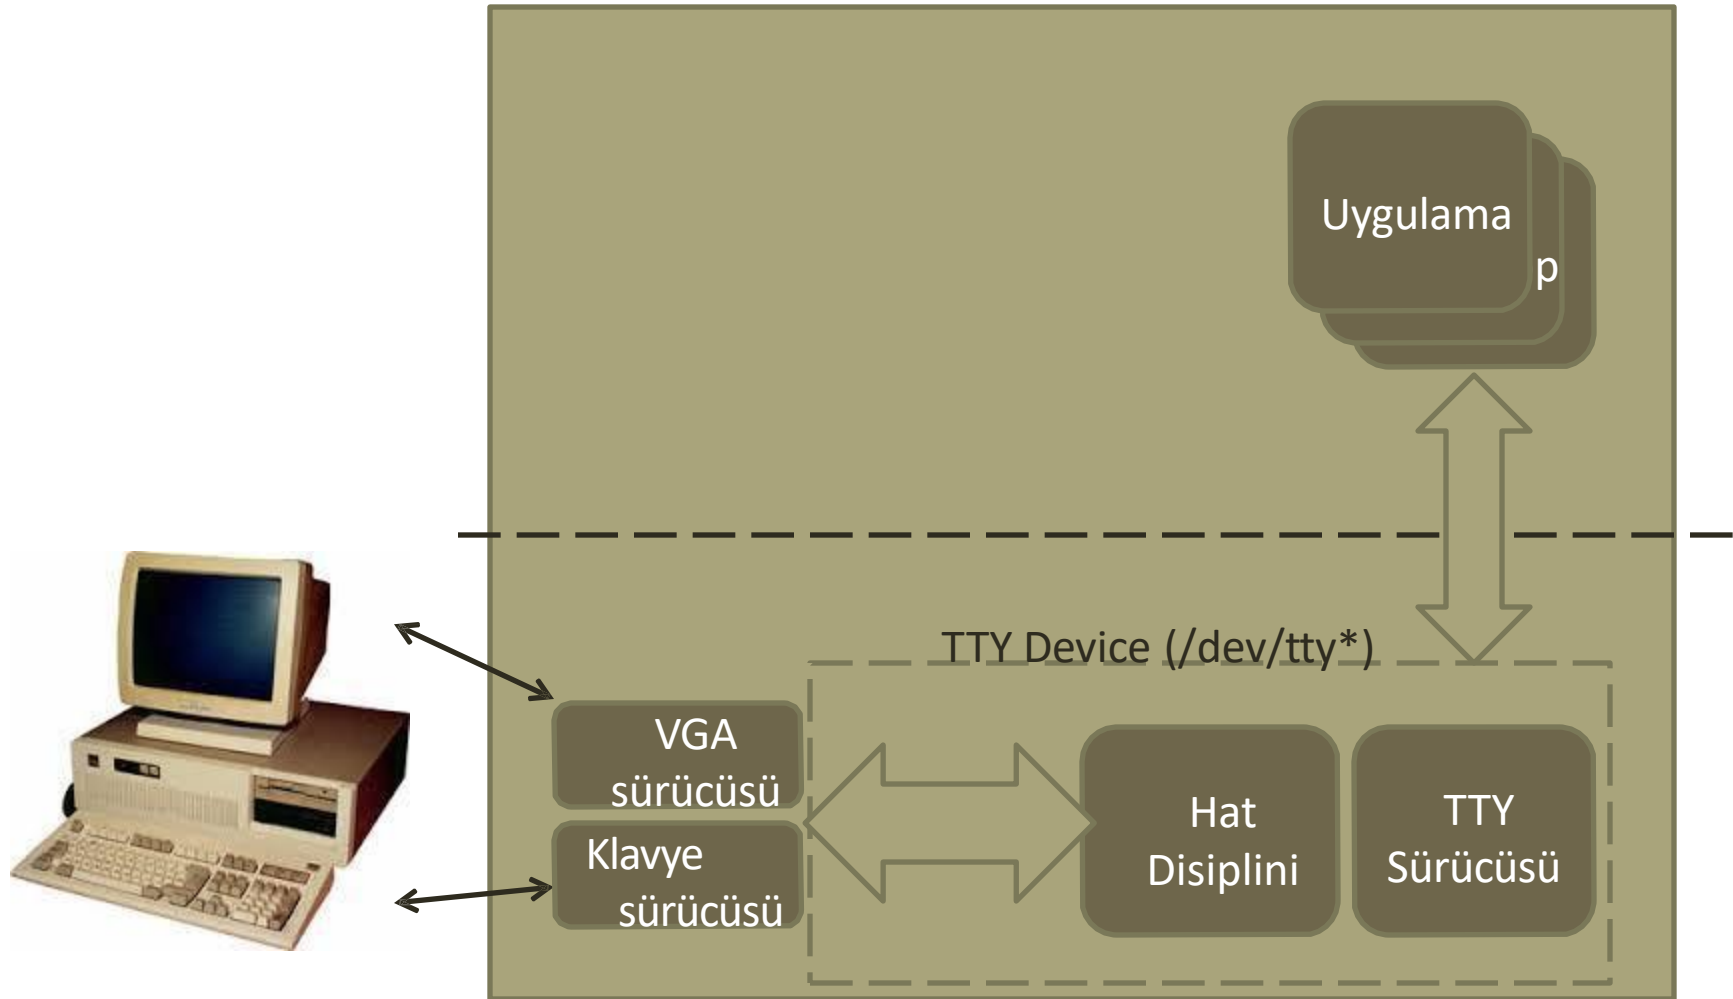 Uygulama
p
TTY Device (/dev/tty*)
VGA
sürücüsü
Klavye
sürücüsü
Hat
Disiplini
TTY
Sürücüsü